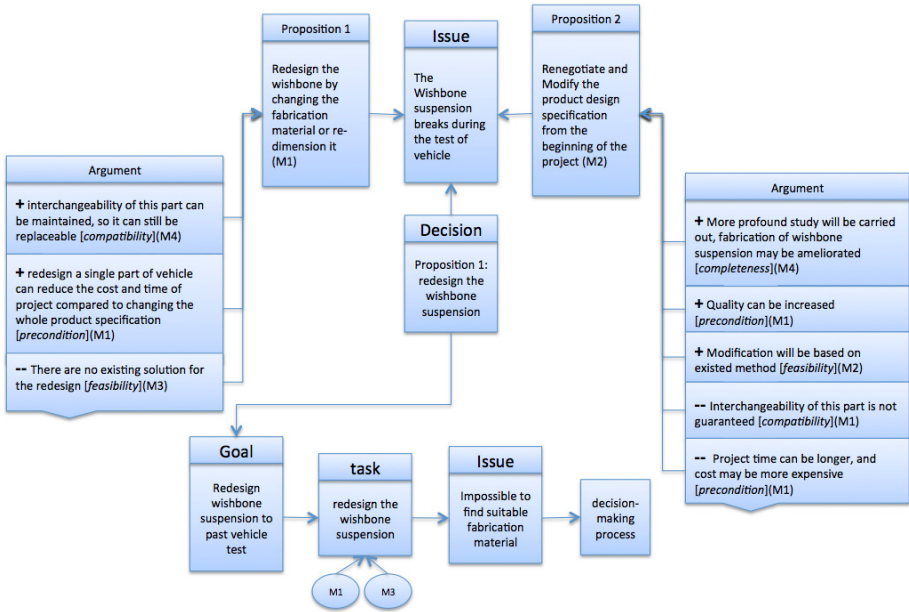 Proposition 1
Redesign the
wishbone by
changing the
fabrication
material or re-
dimension it
(M1)
Issue
The
Wishbone
suspension
breaks during
the test of
vehicle
Proposition 2
Renegotiate and
Modify the
product design
specification
from the
beginning of the
project (M2)
Argument
+ interchangeability of this part can
be maintained, so it can still be
replaceable [compatibility](M4)
+ redesign a single part of vehicle
can reduce the cost and time of
project compared to changing the
whole product specification
[precondition](M1)
-- There are no existing solution for
the redesign [feasibility](M3)
Decision
Proposition 1:
redesign the
wishbone
suspension
Argument
+ More profound study will be carried
out, fabrication of wishbone
suspension may be ameliorated
[completeness](M4)
+ Quality can be increased
[precondition](M1)
+ Modification will be based on
existed method [feasibility](M2)
-- Interchangeability of this part is not
guaranteed [compatibility](M1)
-- Project time can be longer, and
cost may be more expensive
[precondition](M1)
Goal
Redesign
wishbone
suspension to
past vehicle
test
task
redesign the
wishbone
suspension
Issue
Impossible to
find suitable
fabrication
material
decision-
making
process
M1
M3